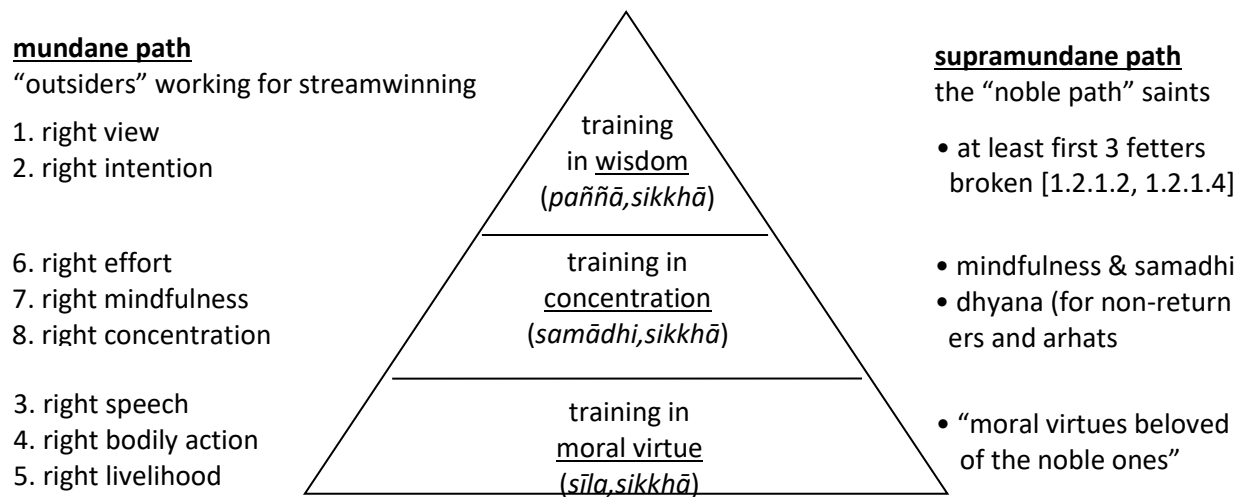 mundane path
“outsiders” working for streamwinning
1. right view
2. right intention
6. right effort
7. right mindfulness
8. right concentration
3. right speech
4. right bodily action
5. right livelihood
training
in wisdom
(paññā,sikkhā)
training in
concentration
(samādhi,sikkhā)
training in
moral virtue
(sīla,sikkhā)
supramundane path
the “noble path” saints
• at least first 3 fetters
broken [1.2.1.2, 1.2.1.4]
• mindfulness & samadhi
• dhyana (for non-return
ers and arhats
• “moral virtues beloved
of the noble ones”